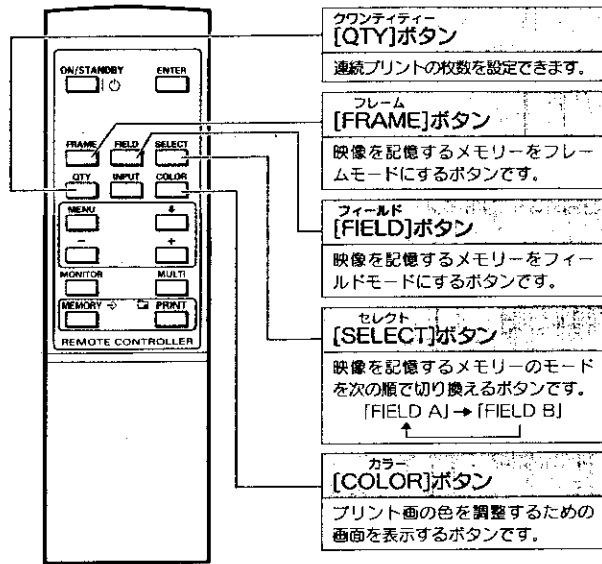 ON/STANDBY ENTER
FRAME FIELD SELECT
QTY INPUT COLOR
MENU
- +
MONITOR MULTI
MEMORY PRINT
REMOTE CONTROLLER
クワンティティー
[QTY]ボタン
連続プリントの枚数を設定できます。
フレーム
[FRAME]ボタン
映像を記憶するメモリーをフレー
ムモードにするボタンです。
フィールド
[FIELD]ボタン
映像を記憶するメモリーをフィー
ルドモードにするボタンです。
セレクト
[SELECT]ボタン
映像を記憶するメモリーのモード
を次の順で切り換えるボタンです。
「FIELD A」→「FIELD B」
カラー
[COLOR]ボタン
プリント画の色を調整するための
画面を表示するボタンです。